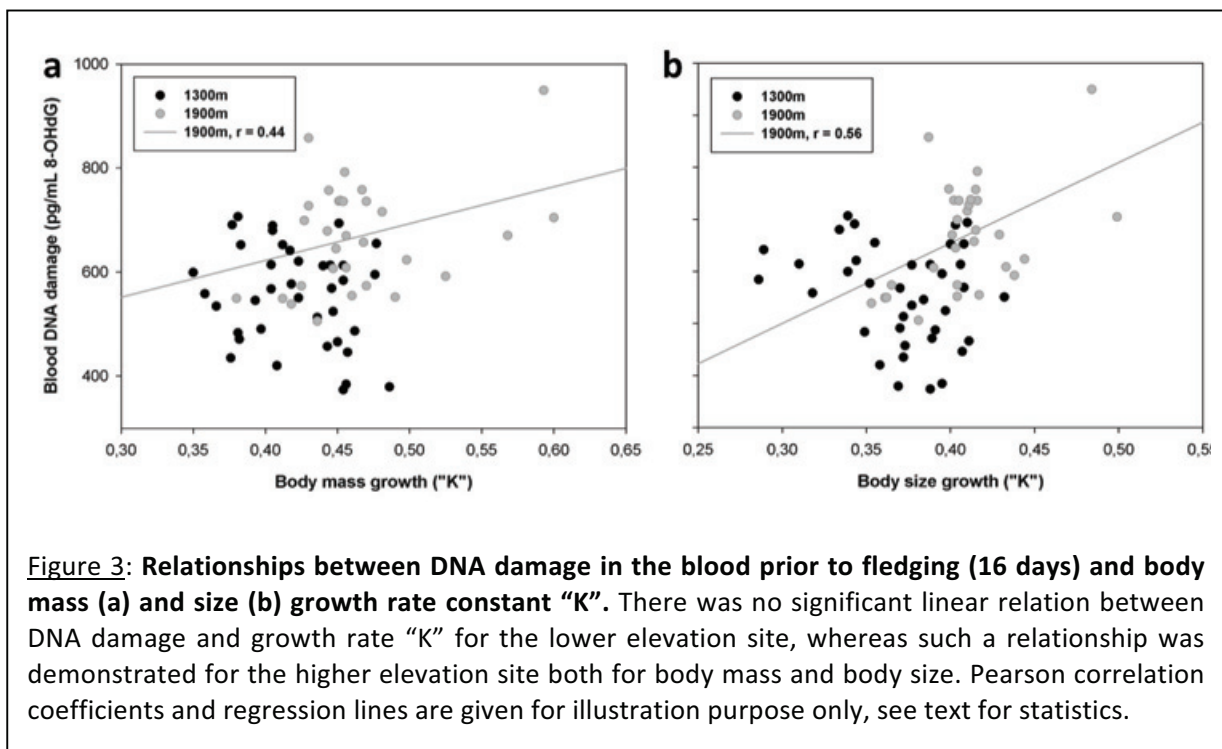 a
1300m
1900m
1900m, r = 0.44
1000
800
600
400
Blood DNA damage (pg/mL 8-OHdG)
0,30 0,35 0,40 0,45 0,50 0,55 0,60 0,65
Body mass growth ("K")
b
1300m
1900m
1900m, r = 0.56
0,25 0,30 0,35 0,40 0,45 0,50 0,55
Body size growth ("K")
Figure 3: Relationships between DNA damage in the blood prior to fledging (16 days) and body
mass (a) and size (b) growth rate constant “K”. There was no significant linear relation between
DNA damage and growth rate “K” for the lower elevation site, whereas such a relationship was
demonstrated for the higher elevation site both for body mass and body size. Pearson correlation
coefficients and regression lines are given for illustration purpose only, see text for statistics.